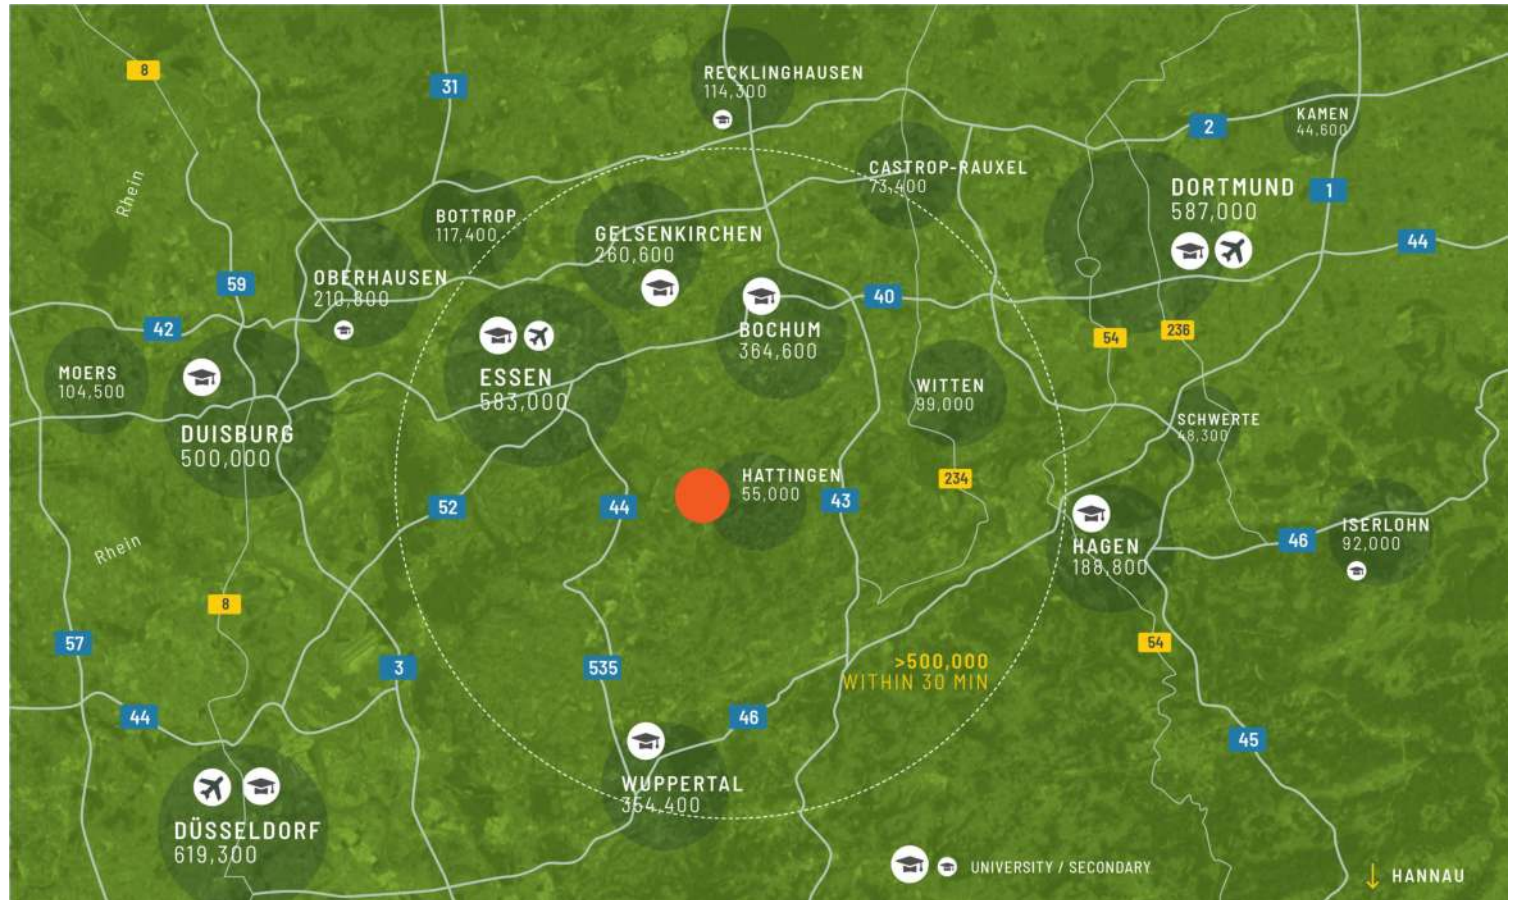 8
31
RECKLINGHAUSEN
114,300
2
KAMEN
44,600
Rhein
CASTROP-RAUXEL
73,400
DORTMUND
587,000
1
BOTTROP
117,400
GELSENKIRCHEN
260,600
44
OBERHAUSEN
210,800
59
40
42
BOCHUM
364,600
54
236
MOERS
104,500
ESSEN
583,000
WITTEN
99,000
SCHWERTE
48,300
DUISBURG
500,000
HATTINGEN
55,000
234
52
44
43
HAGEN
188,800
46
ISERLOHN
92,000
Rhein
8
57
3
535
>500,000
WITHIN 30 MIN
54
44
46
45
WUPPERTAL
354,400
DÜSSELDORF
619,300
UNIVERSITY / SECONDARY
HANNAU